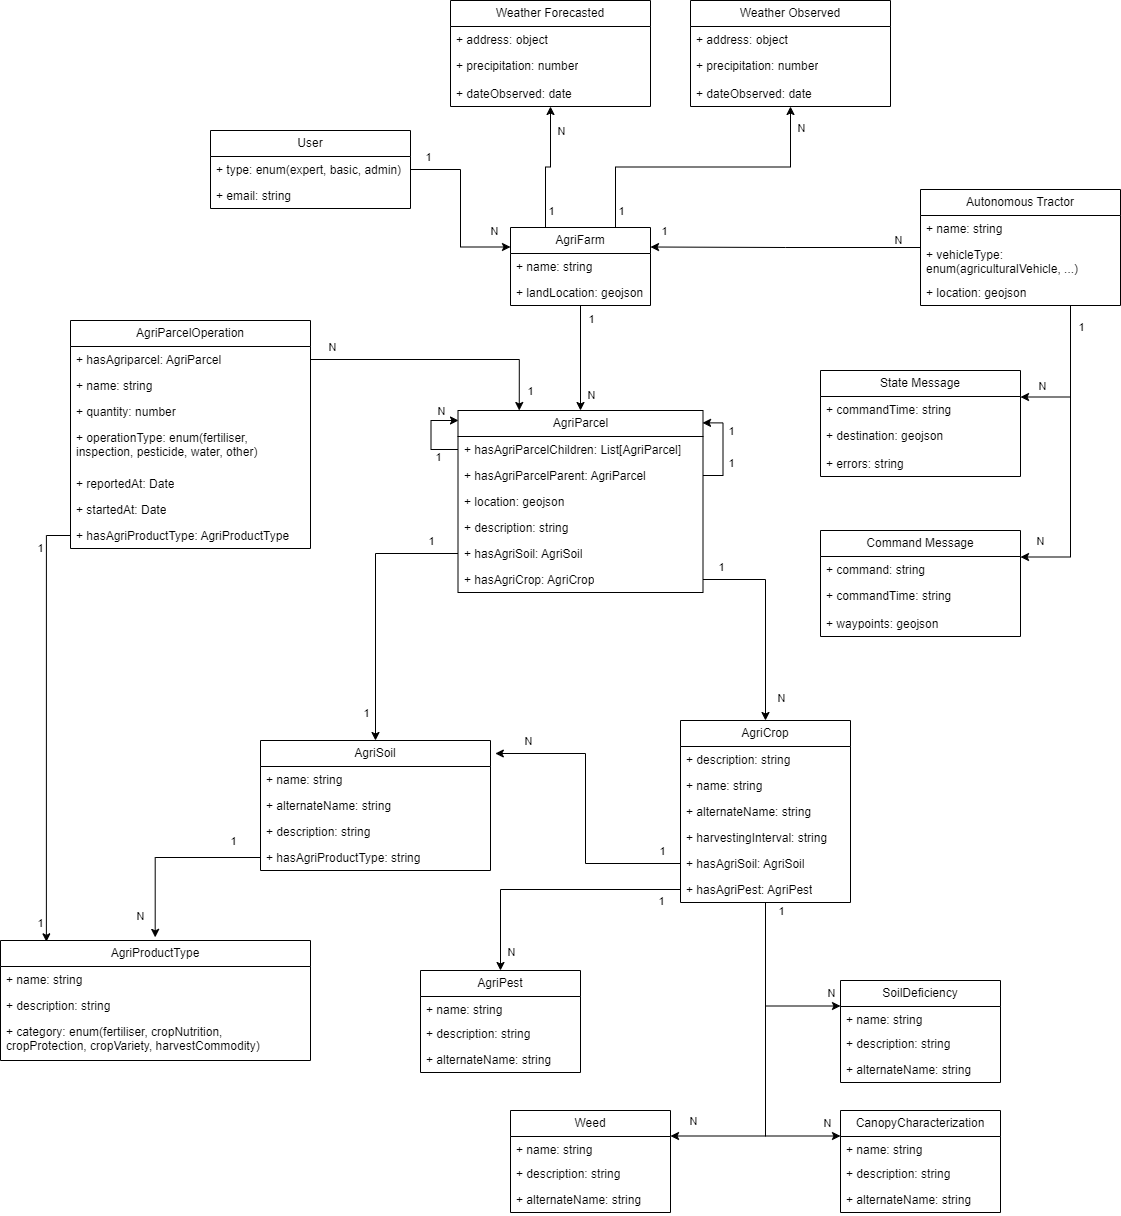 Weather Forecasted
+ address: object
+ precipitation: number
+ dateObserved: date
Weather Observed
+ address: object
+ precipitation: number
+ dateObserved: date
N
N
User
+ type: enum(expert, basic, admin)
+ email: string
1
N
1
1
AgriFarm
+ name: string
+ landLocation: geojson
1
N
Autonomous Tractor
+ name: string
+ vehicleType:
enum(agriculturalVehicle, ...)
+ location: geojson
1
1
N
AgriParcelOperation
+ hasAgriparcel: AgriParcel
+ name: string
+ quantity: number
+ operationType: enum(fertiliser,
inspection, pesticide, water, other)
+ reportedAt: Date
+ startedAt: Date
+ hasAgriProductType: AgriProductType
N
1
1
State Message
+ commandTime: string
+ destination: geojson
+ errors: string
N
AgriParcel
+ hasAgriParcelChildren: List[AgriParcel]
+ hasAgriParcelParent: AgriParcel
+ location: geojson
+ description: string
+ hasAgriSoil: AgriSoil
+ hasAgriCrop: AgriCrop
N
1
1
1
1
1
Command Message
+ command: string
+ commandTime: string
+ waypoints: geojson
N
1
N
AgriSoil
+ name: string
+ alternateName: string
+ description: string
+ hasAgriProductType: string
N
1
AgriCrop
+ description: string
+ name: string
+ alternateName: string
+ harvestingInterval: string
+ hasAgriSoil: AgriSoil
+ hasAgriPest: AgriPest
1
1
1
N
1
AgriProductType
+ name: string
+ description: string
+ category: enum(fertiliser, cropNutrition,
cropProtection, cropVariety, harvestCommodity)
N
AgriPest
+ name: string
+ description: string
+ alternateName: string
N
SoilDeficiency
+ name: string
+ description: string
+ alternateName: string
N
Weed
+ name: string
+ description: string
+ alternateName: string
N
CanopyCharacterization
+ name: string
+ description: string
+ alternateName: string